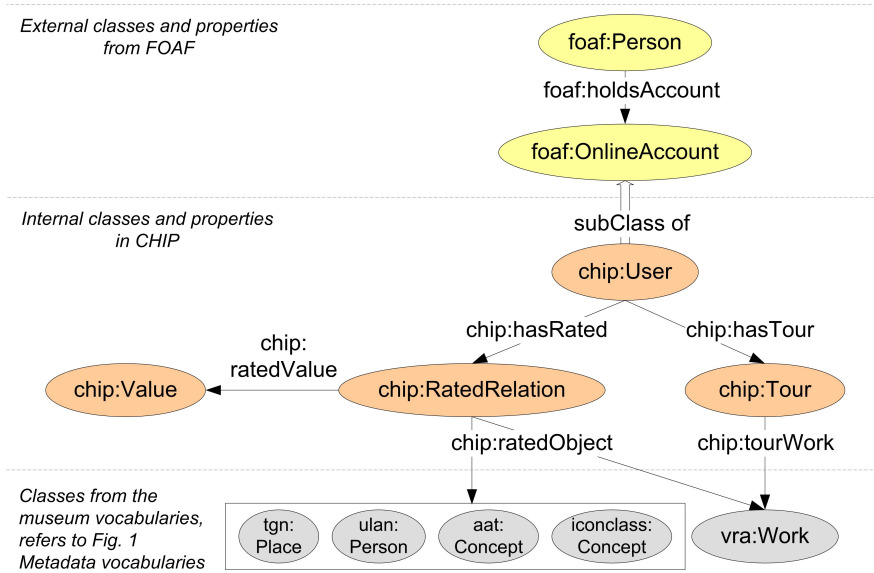 External classes and properties
from FOAF
foaf:Person
foaf:holdsAccount
foaf:OnlineAccount
Internal classes and properties
in CHIP
subClass of
chip:User
chip:hasRated
chip:hasTour
chip:
ratedValue
chip:Value
chip:RatedRelation
chip:Tour
chip:ratedObject
chip:tourWork
Classes from the
museum vocabularies,
refers to Fig. 1
Metadata vocabularies
tgn:
Place
ulan:
Person
aat:
Concept
iconclass:
Concept
vra:Work